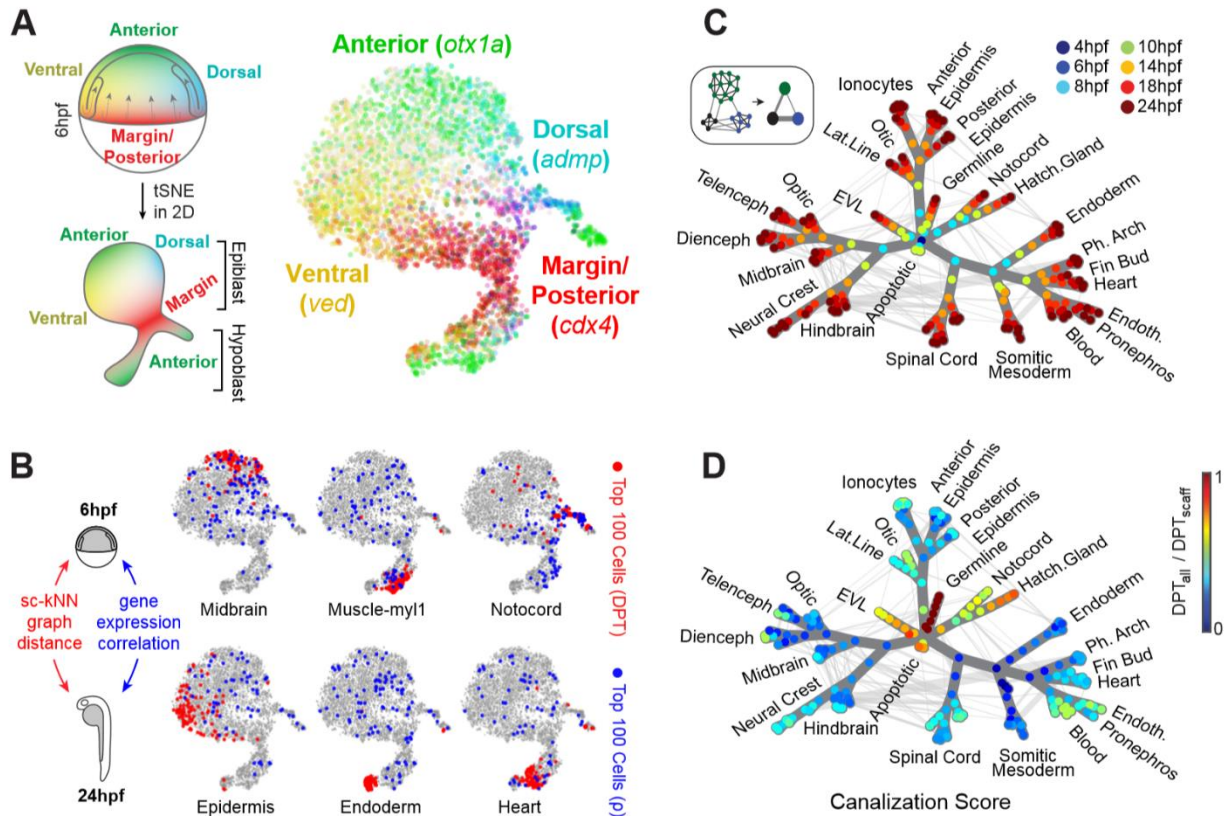 A
Anterior
Ventral
Dorsal
6hpf
Margin/
Posterior
tSNE
in 2D
Anterior
Dorsal
Margin
Ventral
Anterior
Epiblast
Hypoblast
Anterior (otx1a)
Dorsal
(admp)
Ventral
(ved)
Margin/
Posterior
(cdx4)
B
6hpf
sc-kNN
graph
distance
gene
expression
correlation
24hpf
Midbrain
Muscle-myl1
Notocord
Epidermis
Endoderm
Heart
Top 100 Cells (DPT)
Top 100 Cells (ρ)
C
4hpf
6hpf
8hpf
10hpf
14hpf
18hpf
24hpf
Ionocytes
Anterior
Epidermis
Posterior
Epidermis
Otic
Lat.Line
Germline
Notocord
Hatch.Gland
EVL
Telenceph
Optic
Dienceph
Midbrain
Neural Crest
Hindbrain
Apoptotic
Spinal Cord
Somitic
Mesoderm
Endoderm
Ph. Arch
Fin Bud
Heart
Endoth.
Pronephros
Blood
D
Ionocytes
Anterior
Epidermis
Posterior
Epidermis
Otic
Lat.Line
Germline
Notocord
Hatch.Gland
EVL
Telenceph
Optic
Dienceph
Midbrain
Neural Crest
Hindbrain
Apoptotic
Spinal Cord
Somitic
Mesoderm
Endoderm
Ph. Arch
Fin Bud
Heart
Endoth.
Pronephros
Blood
1
0
DPTall / DPTscaff
Canalization Score